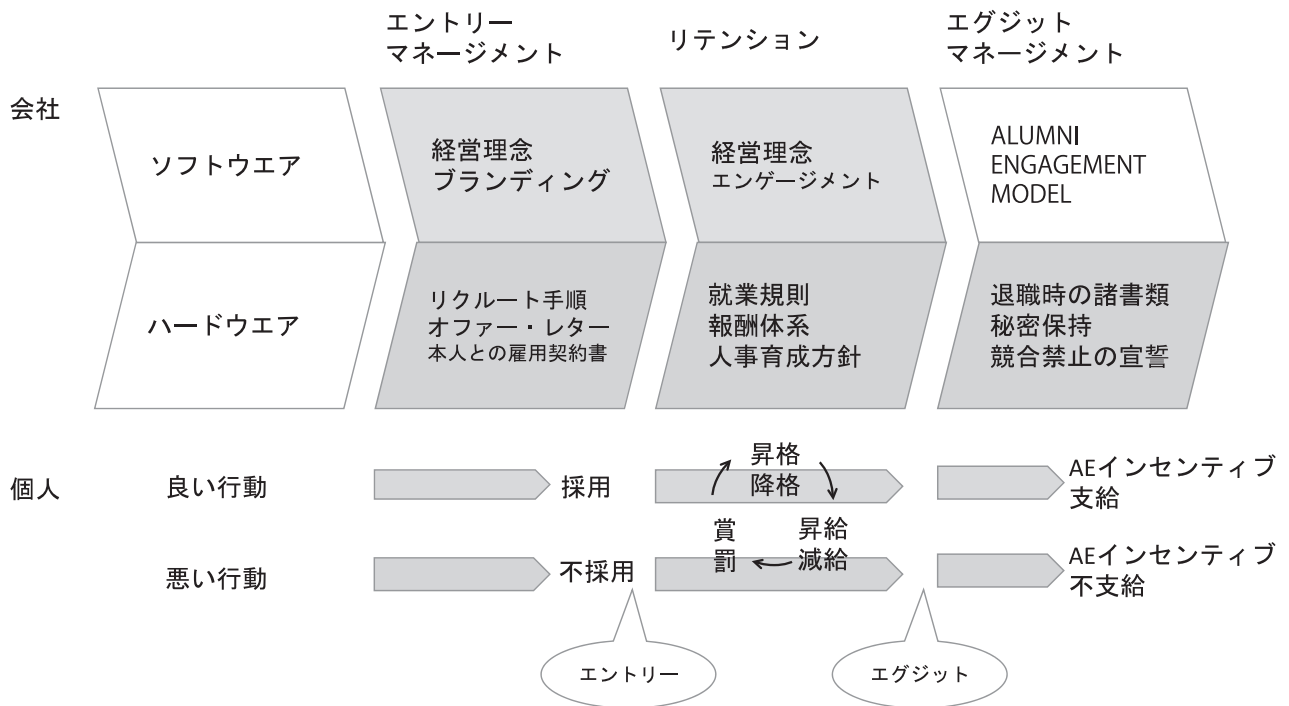 エントリー
マネージメント
リテンション
エグジット
マネージメント
会社
ソフトウエア
経営理念
ブランディング
経営理念
エンゲージメント
ALUMNI
ENGAGEMENT
MODEL
ハードウエア
リクルート手順
オファー・レター
本人との雇用契約書
就業規則
報酬体系
人事育成方針
退職時の諸書類
秘密保持
競合禁止の宣誓
個人
良い行動
採用
昇格
降格
AEインセンティブ
支給
賞
罰
昇給
減給
悪い行動
不採用
AEインセンティブ
不支給
エントリー
エグジット